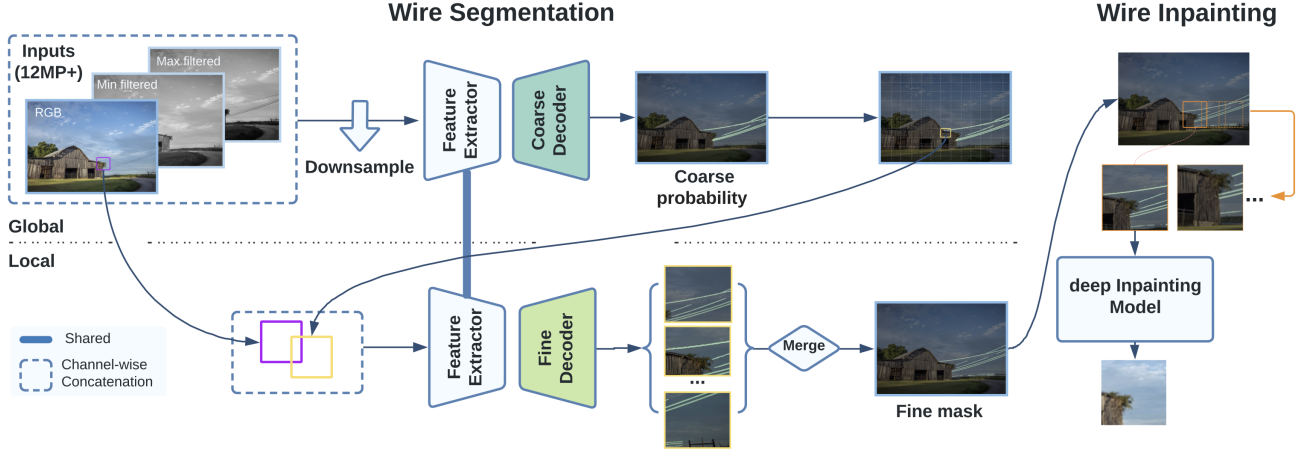 Wire Segmentation
Wire Inpainting
Inputs
(12MP+)
Max filtered
Min filtered
RGB
Downsample
Feature
Extractor
Coarse
Decoder
Coarse
probability
Global
Local
Shared
Channel-wise
Concatenation
Feature
Extractor
Fine
Decoder
...
Merge
Fine mask
...
deep Inpainting
Model